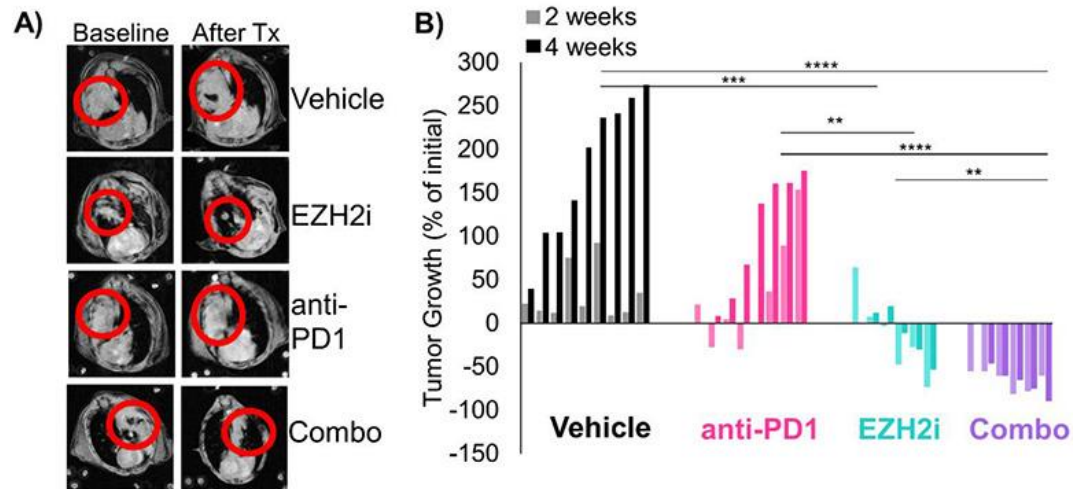 A)
Baseline After Tx
Vehicle
EZH2i
anti-
PD1
Combo
B)
2 weeks
4 weeks
Tumor Growth (% of initial)
300
250
200
150
100
50
0
-50
-100
-150
****
***
**
****
**
Vehicle anti-PD1 EZH2i Combo